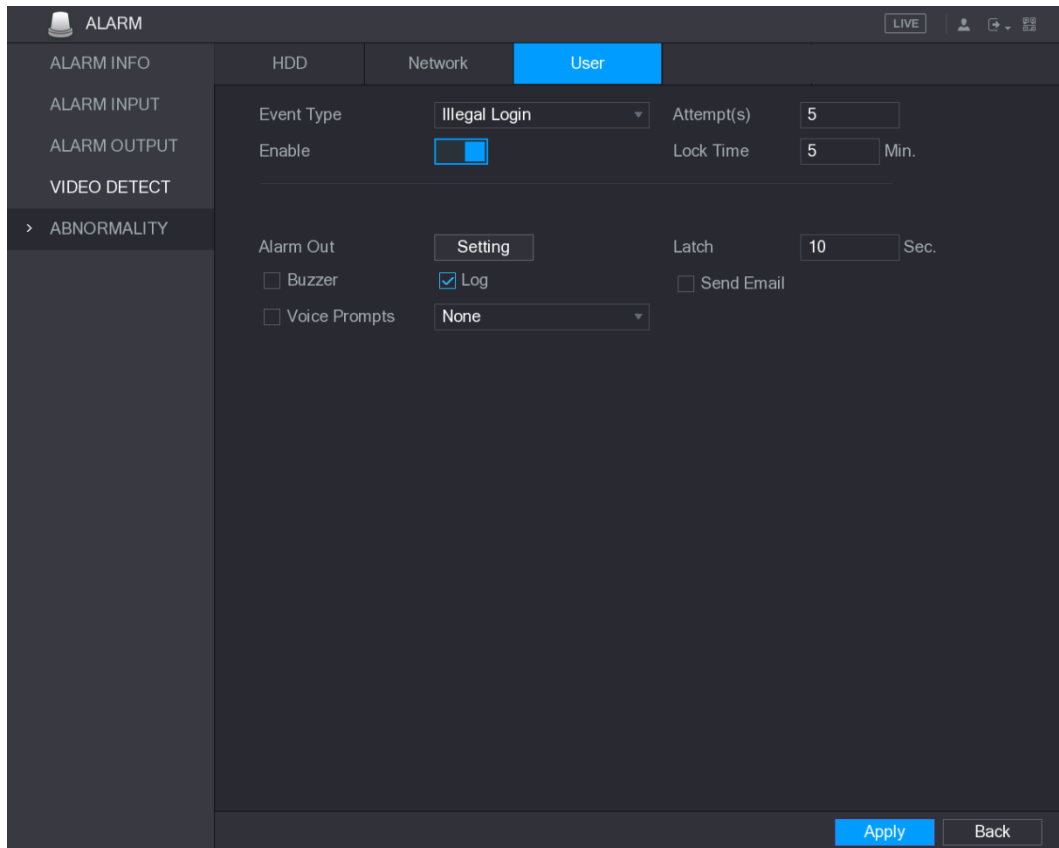 ALARM
LIVE
ALARM INFO
ALARM INPUT
ALARM OUTPUT
VIDEO DETECT
> ABNORMALITY
HDD Network User
Event Type Illegal Login Attempt(s) 5
Enable Lock Time 5 Min.
Alarm Out Setting Latch 10 Sec.
Buzzer Log Send Email
Voice Prompts None
Apply Back